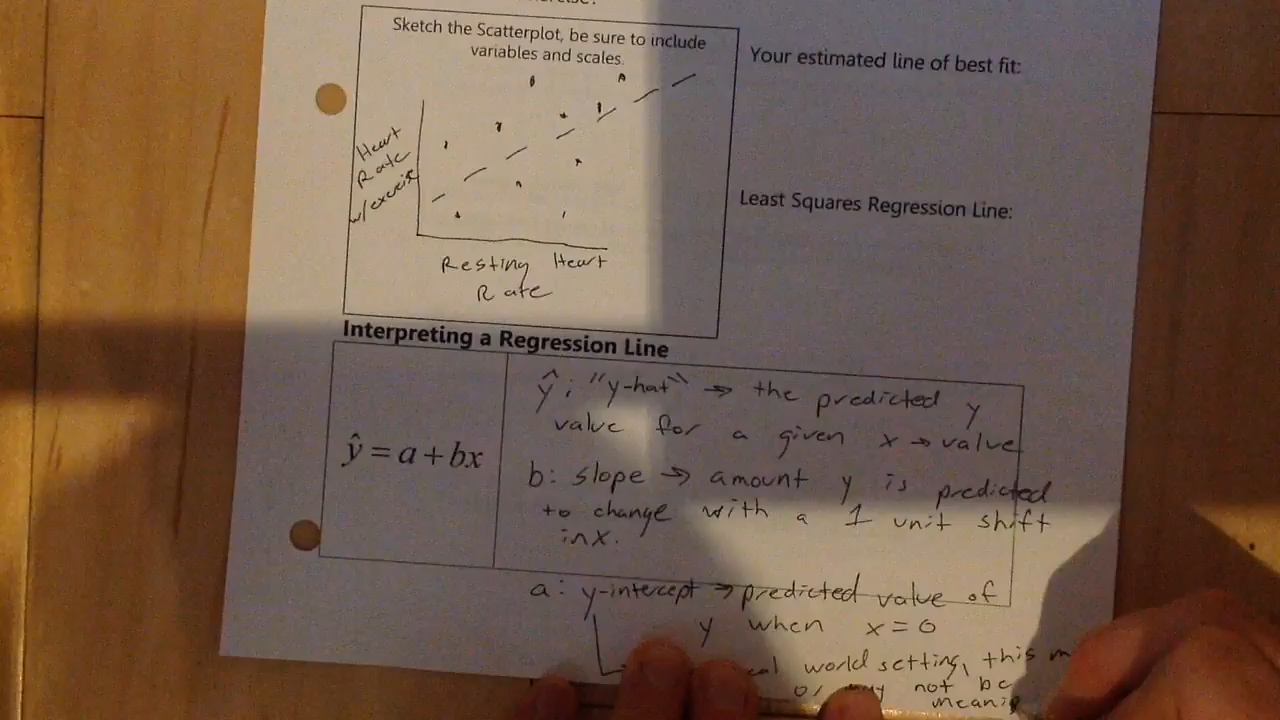 Sketch the Scatterplot, be sure to include
variables and scales.
Your estimated line of best fit:
Heart
Rate
w/exercise
Least Squares Regression Line:
Resting Heart
Rate
Interpreting a Regression Line
ŷ = a + bx
ŷ: "y-hat" → the predicted y
value for a given x → value
b: slope → amount y is predicted
to change with a 1 unit shift
in x.
a: y-intercept → predicted value of
y when x = 0
world setting, this
not be